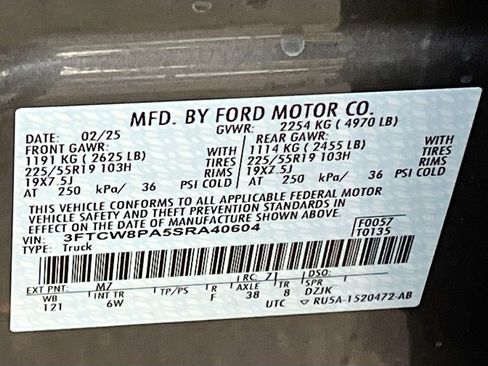 MFD. BY FORD MOTOR CO.
DATE: 02/25 GVWR: 2254 KG ( 4970 LB)
FRONT GAWR: REAR GAWR:
1191 KG ( 2625 LB) WITH 1114 KG ( 2455 LB) WITH
225/55R19 103H TIRES 225/55R19 103H TIRES
19X7.5J RIMS 19X7.5J RIMS
AT 250 kPa/ 36 PSI COLD AT 250 kPa/ 36 PSI COLD
THIS VEHICLE CONFORMS TO ALL APPLICABLE FEDERAL MOTOR
VEHICLE SAFETY AND THEFT PREVENTION STANDARDS IN
EFFECT ON THE DATE OF MANUFACTURE SHOWN ABOVE.
VIN: 3FTCW8PA5SRA40604 F0057
TYPE: Truck T0135
EXT PNT: M7 RC: 7 DSO:
WB INT TR TP/PS R AXLE TR SPR
121 6W F 38 8 DZJK
UTC RU5A-1520472-AB